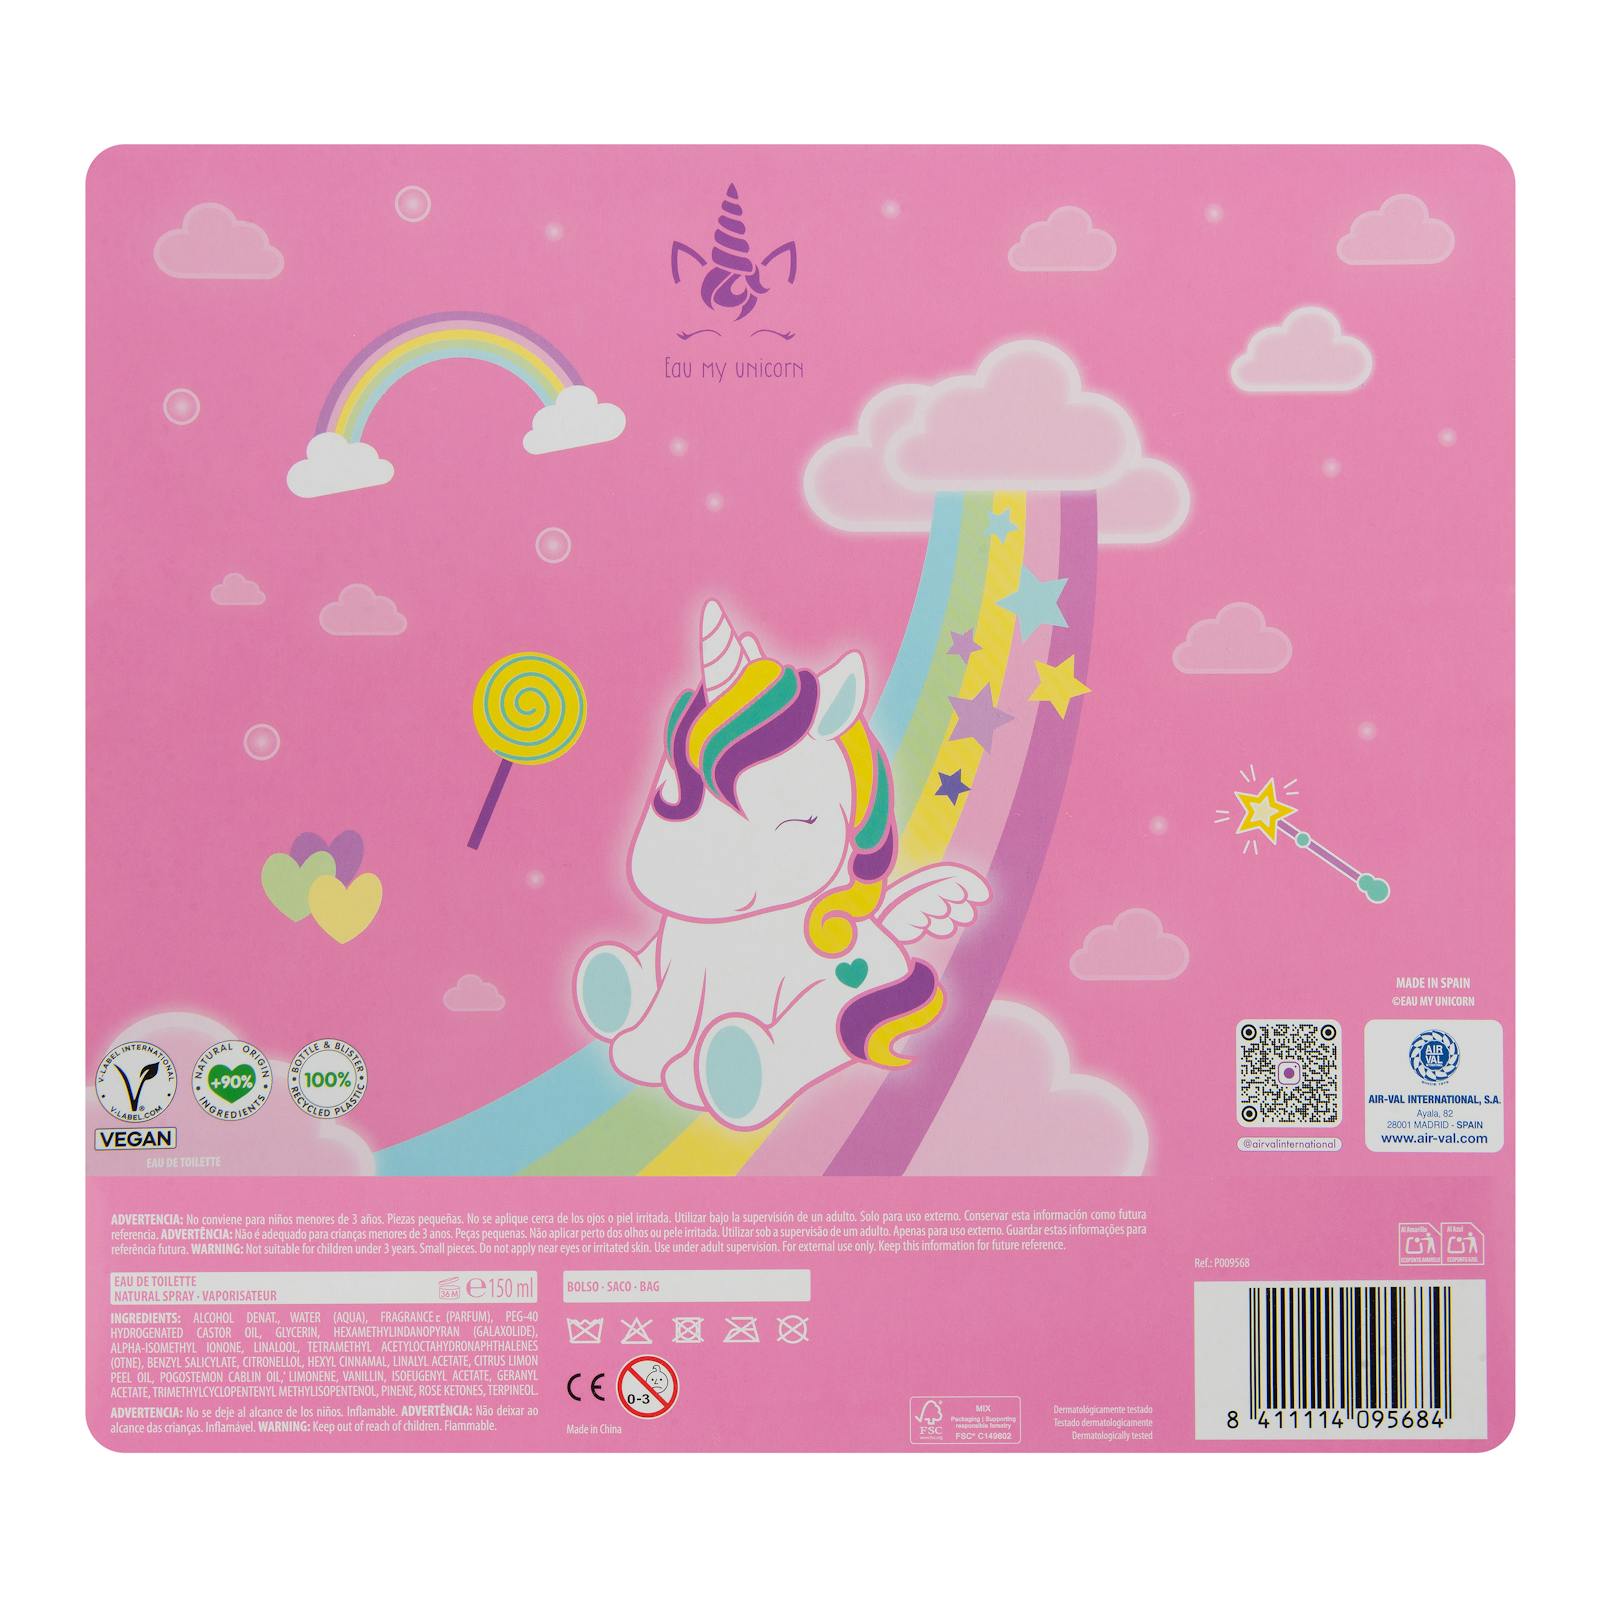 Eau my unicorn
MADE IN SPAIN
©EAU MY UNICORN
V-LABEL INTERNATIONAL
V-LABEL.COM
VEGAN
NATURAL ORIGIN
+90%
INGREDIENTS
BOTTLE & BLISTER
100%
RECYCLED PLASTIC
EAU DE TOILETTE
@airvalinternational
AIR VAL
AIR-VAL INTERNATIONAL, S.A.
Ayala, 82
28001 MADRID - SPAIN
www.air-val.com
ADVERTENCIA: No conviene para niños menores de 3 años. Piezas pequeñas. No se aplique cerca de los ojos o piel irritada. Utilizar bajo la supervisión de un adulto. Solo para uso externo. Conservar esta información como futura
referencia. ADVERTÊNCIA: Não é adequado para crianças menores de 3 anos. Peças pequenas. Não aplicar perto dos olhos ou pele irritada. Utilizar sob a supervisão de um adulto. Apenas para uso externo. Guardar estas informações para
referência futura. WARNING: Not suitable for children under 3 years. Small pieces. Do not apply near eyes or irritated skin. Use under adult supervision. For external use only. Keep this information for future reference.
Al Amarillo
Al Azul
ECOPONTE AMARELO
ECOPONTE AZUL
Ref.: P009568
EAU DE TOILETTE
NATURAL SPRAY · VAPORISATEUR
36 M
e 150 ml
BOLSO · SACO · BAG
INGREDIENTS: ALCOHOL DENAT., WATER (AQUA), FRAGRANCE (PARFUM), PEG-40
HYDROGENATED CASTOR OIL, GLYCERIN, HEXAMETHYLINDANOPYRAN (GALAXOLIDE),
ALPHA-ISOMETHYL IONONE, LINALOOL, TETRAMETHYL ACETYLOCTAHYDRONAPHTHALENES
(OTNE), BENZYL SALICYLATE, CITRONELLOL, HEXYL CINNAMAL, LINALYL ACETATE, CITRUS LIMON
PEEL OIL, POGOSTEMON CABLIN OIL, LIMONENE, VANILLIN, ISOEUGENYL ACETATE, GERANYL
ACETATE, TRIMETHYLCYCLOPENTENYL METHYLISOPENTENOL, PINENE, ROSE KETONES, TERPINEOL.
ADVERTENCIA: No se deje al alcance de los niños. Inflamable. ADVERTÊNCIA: Não deixar ao
alcance das crianças. Inflamável. WARNING: Keep out of reach of children. Flammable.
CE
0-3
Made in China
FSC
MIX
Packaging | Supporting
responsible forestry
FSC® C149602
Dermatológicamente testado
Testado dermatologicamente
Dermatologically tested
8 411114 095684